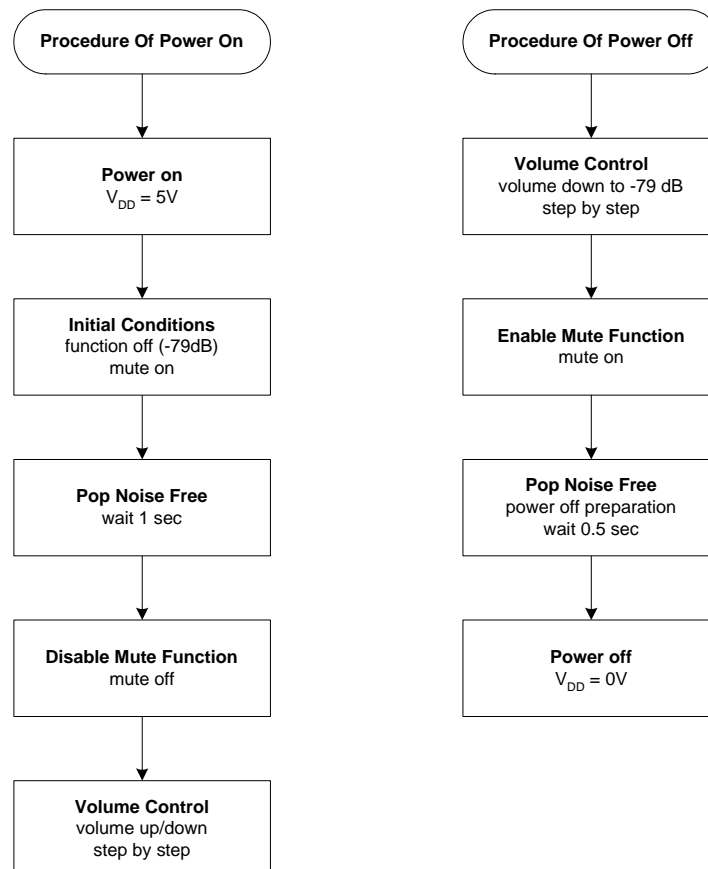 Procedure Of Power On
Power on
V_DD = 5V
Initial Conditions
function off (-79dB)
mute on
Pop Noise Free
wait 1 sec
Disable Mute Function
mute off
Volume Control
volume up/down
step by step
Procedure Of Power Off
Volume Control
volume down to -79 dB
step by step
Enable Mute Function
mute on
Pop Noise Free
power off preparation
wait 0.5 sec
Power off
V_DD = 0V